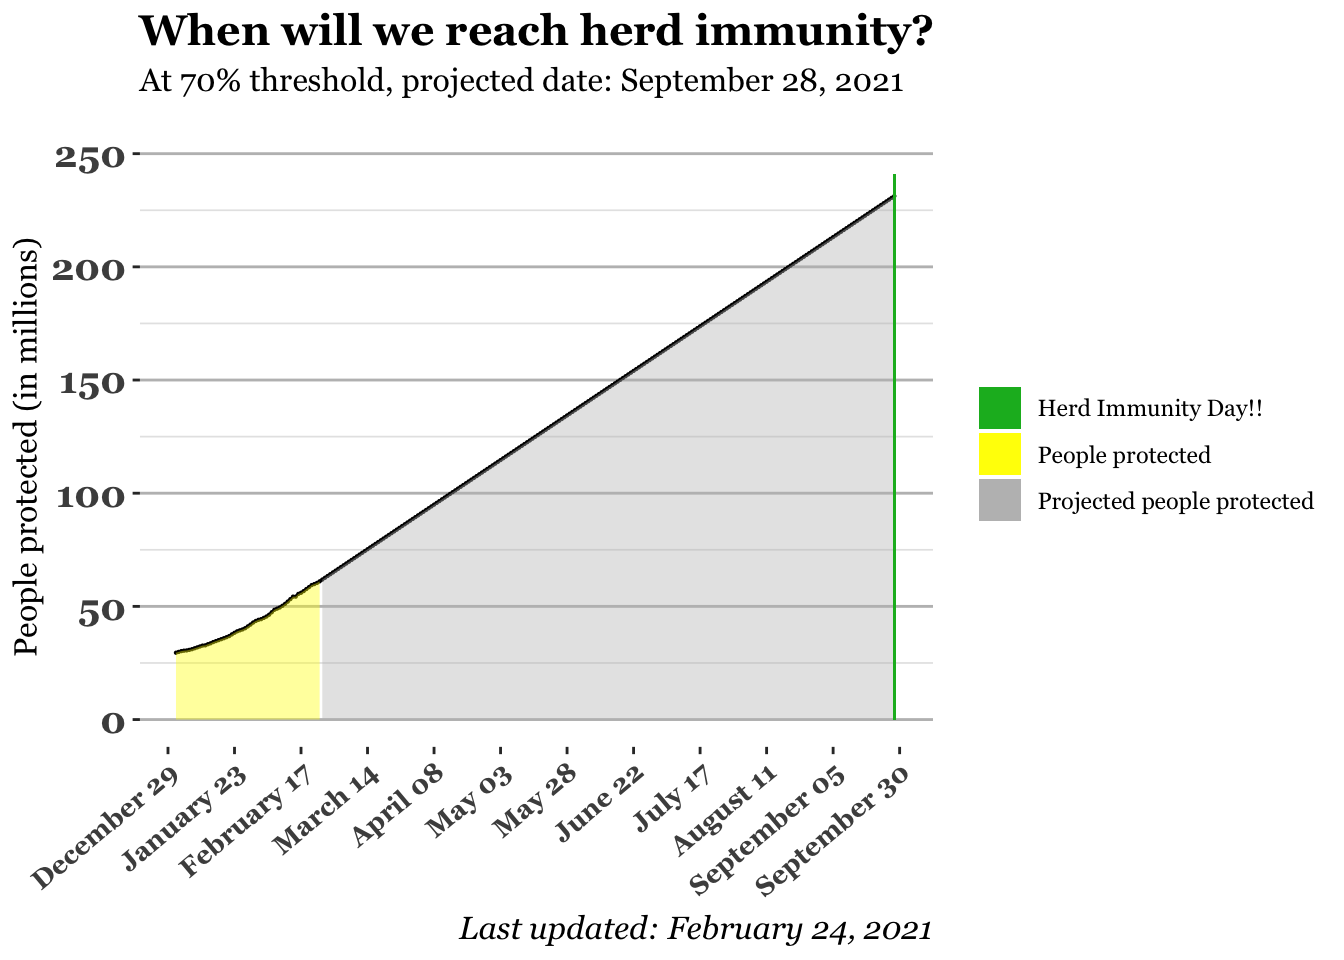 When will we reach herd immunity?
At 70% threshold, projected date: September 28, 2021
People protected (in millions)
250
200
150
100
50
0
December 29
January 23
February 17
March 14
April 08
May 03
May 28
June 22
July 17
August 11
September 05
September 30
Herd Immunity Day!!
People protected
Projected people protected
Last updated: February 24, 2021